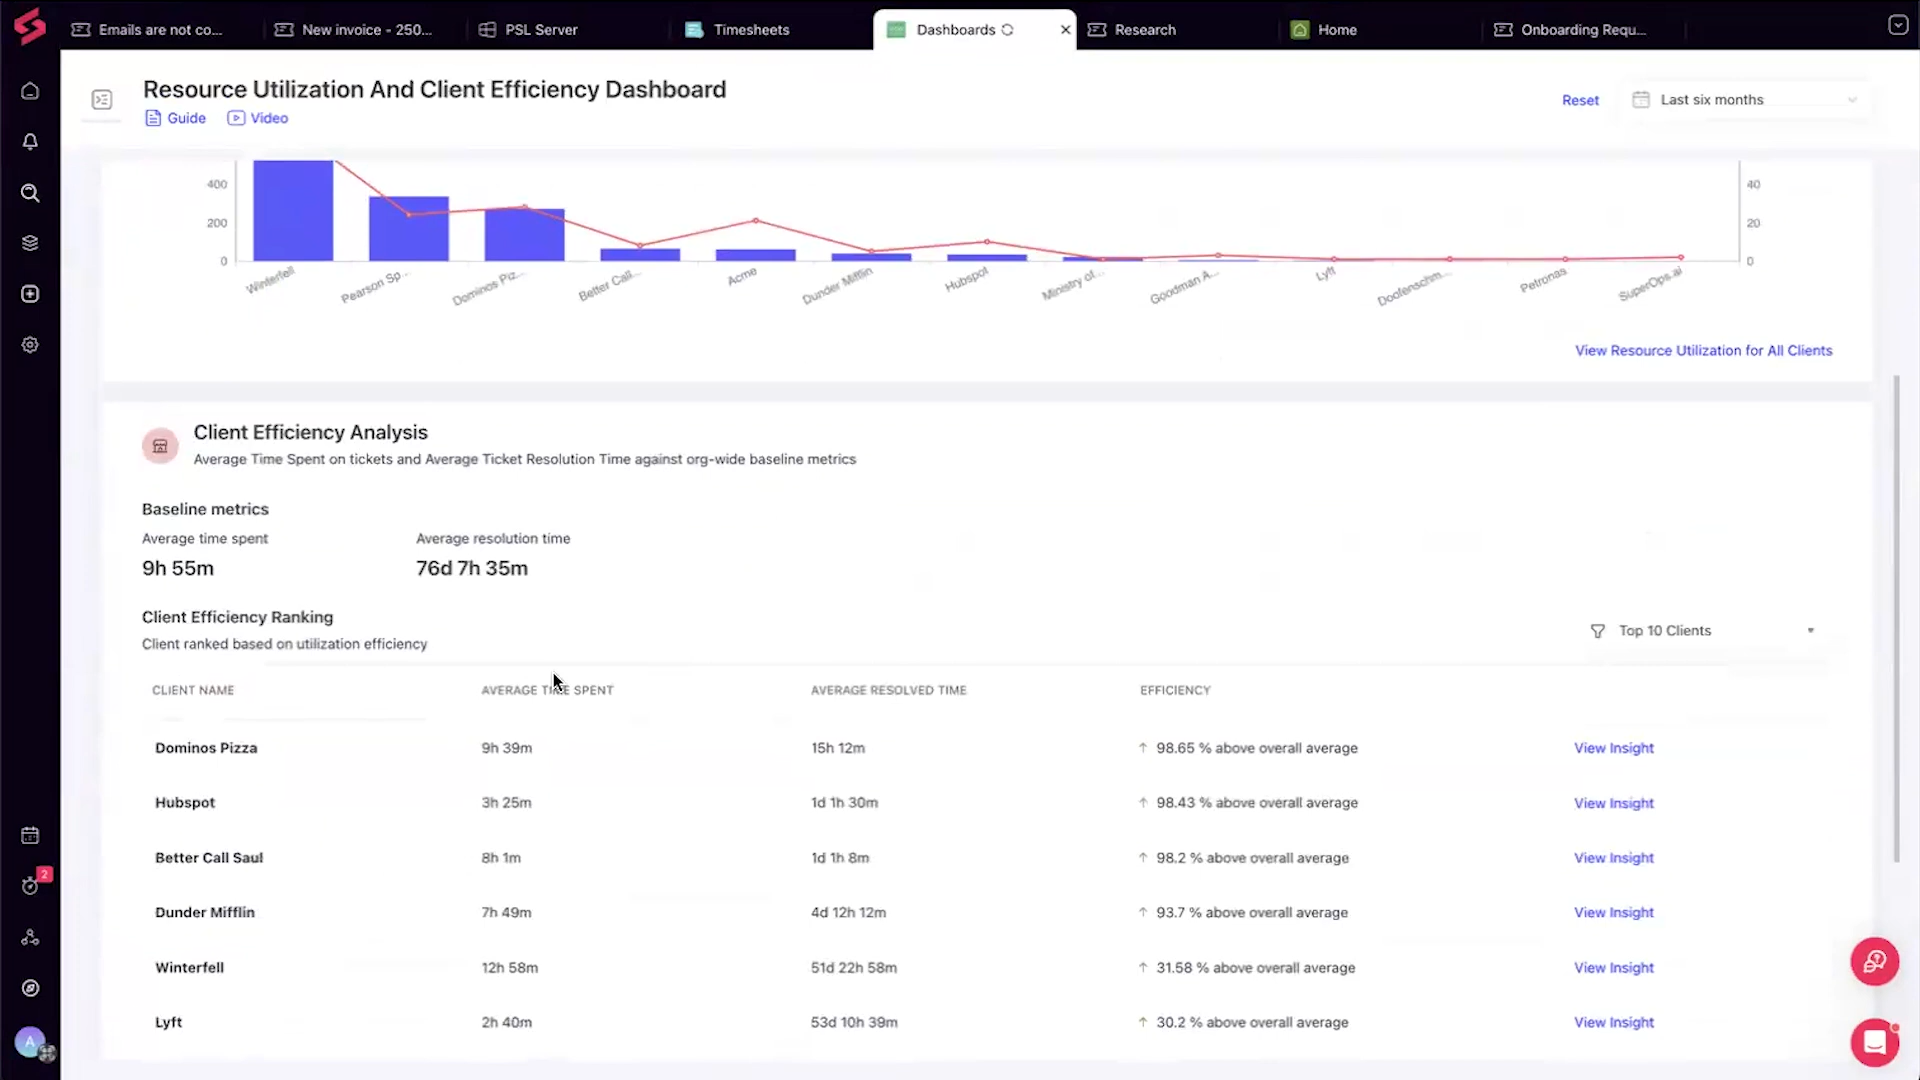 Emails are not co...
New invoice - 250...
PSL Server
Timesheets
Dashboards
Research
Home
Onboarding Requ...
Resource Utilization And Client Efficiency Dashboard
Guide
Video
Reset
Last six months
400
200
0
40
20
0
Winterfell
Pearson Sp...
Dominos Piz...
Better Call...
Acme
Dunder Mifflin
Hubspot
Ministry of...
Goodman A...
Lyft
Doofenschm...
Petronas
SuperOps.ai
View Resource Utilization for All Clients
Client Efficiency Analysis
Average Time Spent on tickets and Average Ticket Resolution Time against org-wide baseline metrics
Baseline metrics
Average time spent
Average resolution time
9h 55m
76d 7h 35m
Client Efficiency Ranking
Client ranked based on utilization efficiency
Top 10 Clients
CLIENT NAME AVERAGE TIME SPENT AVERAGE RESOLVED TIME EFFICIENCY
Dominos Pizza 9h 39m 15h 12m ↑ 98.65 % above overall average View Insight
Hubspot 3h 25m 1d 1h 30m ↑ 98.43 % above overall average View Insight
Better Call Saul 8h 1m 1d 1h 8m ↑ 98.2 % above overall average View Insight
Dunder Mifflin 7h 49m 4d 12h 12m ↑ 93.7 % above overall average View Insight
Winterfell 12h 58m 51d 22h 58m ↑ 31.58 % above overall average View Insight
Lyft 2h 40m 53d 10h 39m ↑ 30.2 % above overall average View Insight
2
A